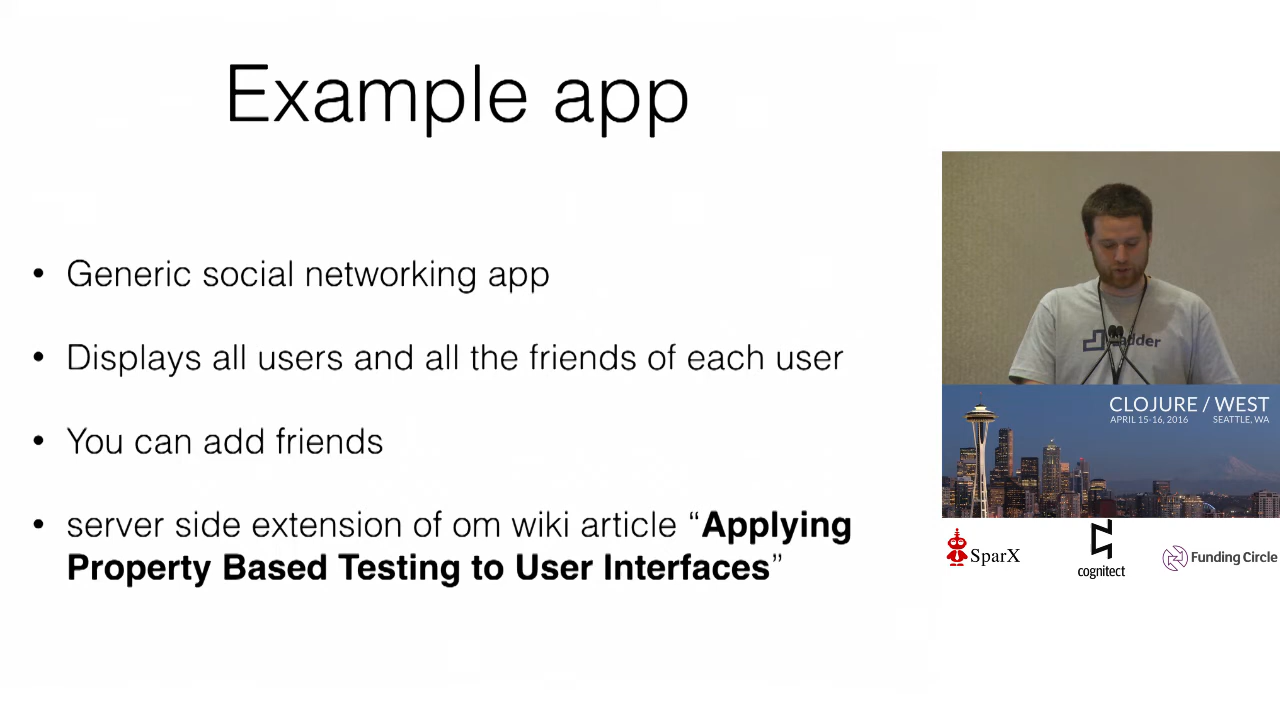 Example app
• Generic social networking app
• Displays all users and all the friends of each user
• You can add friends
• server side extension of om wiki article “Applying
Property Based Testing to User Interfaces”
CLOJURE / WEST
APRIL 15-16, 2016 SEATTLE, WA
SparX
cognitect
Funding Circle